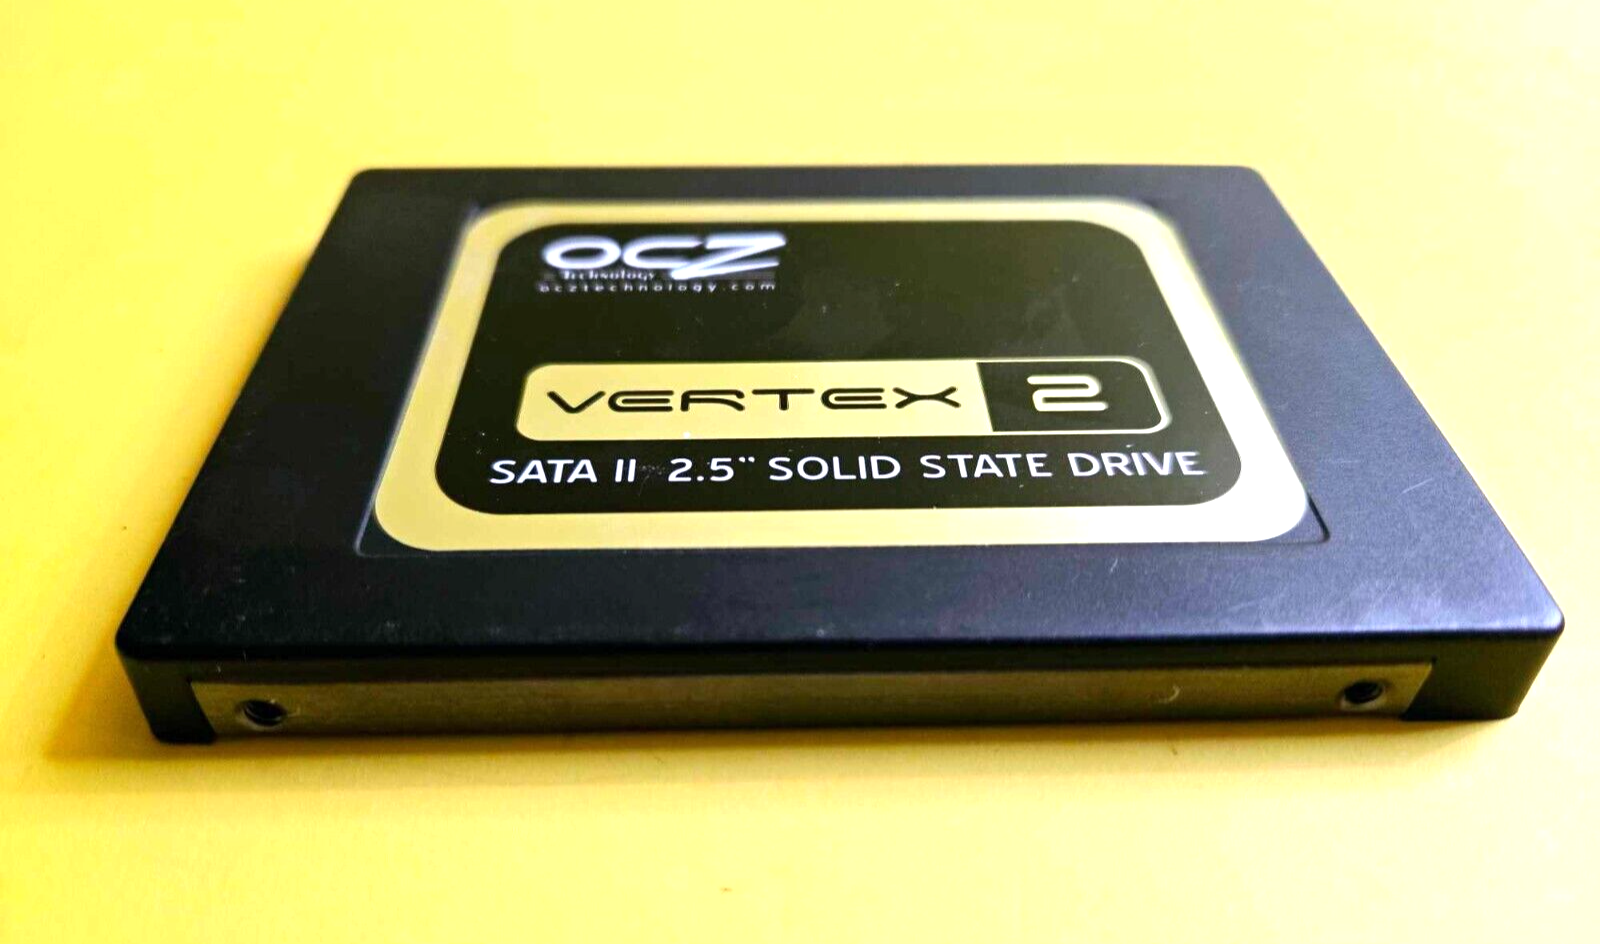 OCZ
Technology
ocztechnology.com
VERTEX 2
SATA II 2.5" SOLID STATE DRIVE